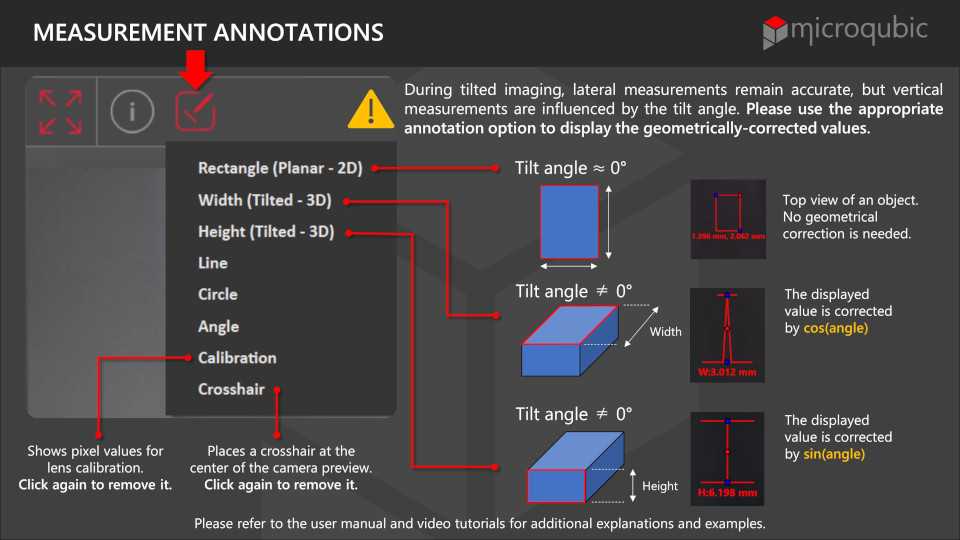 MEASUREMENT ANNOTATIONS
microqubic
During tilted imaging, lateral measurements remain accurate, but vertical
measurements are influenced by the tilt angle. Please use the appropriate
annotation option to display the geometrically-corrected values.
Rectangle (Planar - 2D)
Width (Tilted - 3D)
Height (Tilted - 3D)
Line
Circle
Angle
Calibration
Crosshair
Tilt angle ≈ 0°
1.396 mm, 2.062 mm
Top view of an object.
No geometrical
correction is needed.
Tilt angle ≠ 0°
Width
W:3.012 mm
The displayed
value is corrected
by cos(angle)
Tilt angle ≠ 0°
Height
H:6.198 mm
The displayed
value is corrected
by sin(angle)
Shows pixel values for
lens calibration.
Click again to remove it.
Places a crosshair at the
center of the camera preview.
Click again to remove it.
Please refer to the user manual and video tutorials for additional explanations and examples.